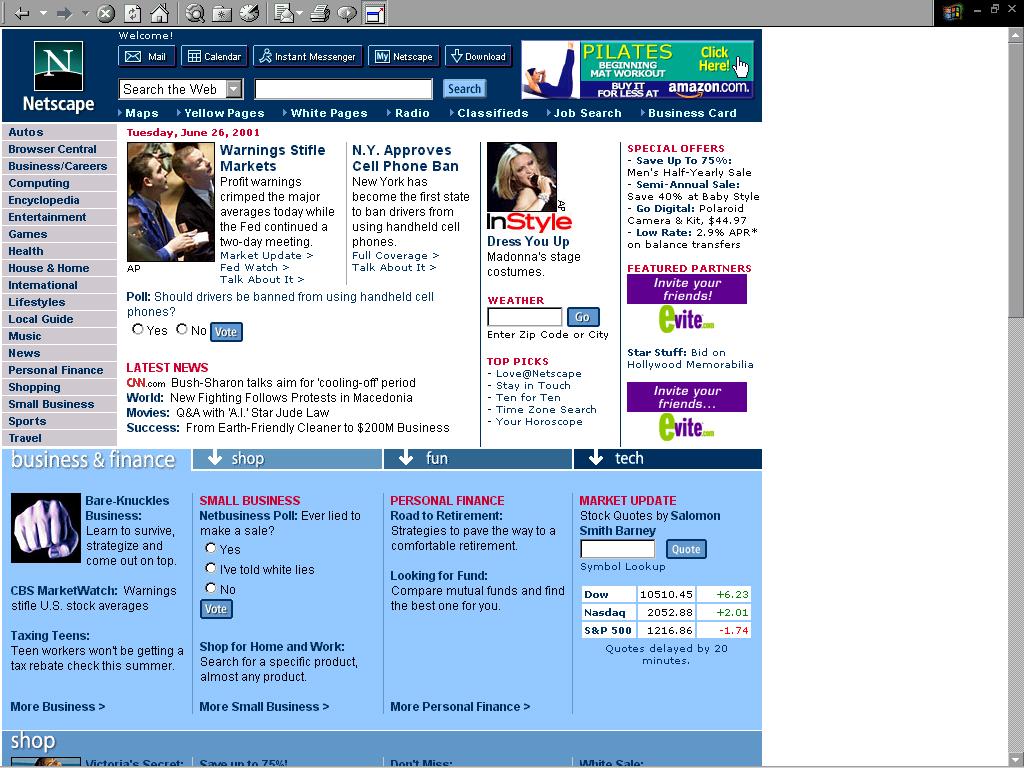 Welcome!
Mail
Calendar
Instant Messenger
My Netscape
Download
PILATES
BEGINNING
MAT WORKOUT
BUY IT
FOR LESS AT
amazon.com.
Click
Here!
N
Netscape
Search the Web
Search
Maps
Yellow Pages
White Pages
Radio
Classifieds
Job Search
Business Card
Autos
Browser Central
Business/Careers
Computing
Encyclopedia
Entertainment
Games
Health
House & Home
International
Lifestyles
Local Guide
Music
News
Personal Finance
Shopping
Small Business
Sports
Travel
Tuesday, June 26, 2001
AP
Warnings Stifle
Markets
Profit warnings
crimped the major
averages today while
the Fed continued a
two-day meeting.
Market Update >
Fed Watch >
Talk About It >
N.Y. Approves
Cell Phone Ban
New York has
become the first state
to ban drivers from
using handheld cell
phones.
Full Coverage >
Talk About It >
Poll: Should drivers be banned from using handheld cell
phones?
Yes No Vote
LATEST NEWS
CNN.com Bush-Sharon talks aim for 'cooling-off' period
World: New Fighting Follows Protests in Macedonia
Movies: Q&A with 'A.I.' Star Jude Law
Success: From Earth-Friendly Cleaner to $200M Business
AP
InStyle
Dress You Up
Madonna's stage
costumes.
WEATHER
Go
Enter Zip Code or City
TOP PICKS
- Love@Netscape
- Stay in Touch
- Ten for Ten
- Time Zone Search
- Your Horoscope
SPECIAL OFFERS
- Save Up To 75%:
Men's Half-Yearly Sale
- Semi-Annual Sale:
Save 40% at Baby Style
- Go Digital: Polaroid
Camera & Kit, $44.97
- Low Rate: 2.9% APR*
on balance transfers
FEATURED PARTNERS
Invite your
friends!
evite.com
Star Stuff: Bid on
Hollywood Memorabilia
Invite your
friends...
evite.com
business & finance
shop
fun
tech
Bare-Knuckles
Business:
Learn to survive,
strategize and
come out on top.
CBS MarketWatch: Warnings
stifle U.S. stock averages
Taxing Teens:
Teen workers won't be getting a
tax rebate check this summer.
More Business >
SMALL BUSINESS
Netbusiness Poll: Ever lied to
make a sale?
Yes
I've told white lies
No
Vote
Shop for Home and Work:
Search for a specific product,
almost any product.
More Small Business >
PERSONAL FINANCE
Road to Retirement:
Strategies to pave the way to a
comfortable retirement.
Looking for Fund:
Compare mutual funds and find
the best one for you.
More Personal Finance >
MARKET UPDATE
Stock Quotes by Salomon
Smith Barney
Quote
Symbol Lookup
Dow 10510.45 +6.23
Nasdaq 2052.88 +2.01
S&P 500 1216.86 -1.74
Quotes delayed by 20
minutes.
shop
Victoria's Secret:
Save up to 75%!
Don't Miss:
White Sale: